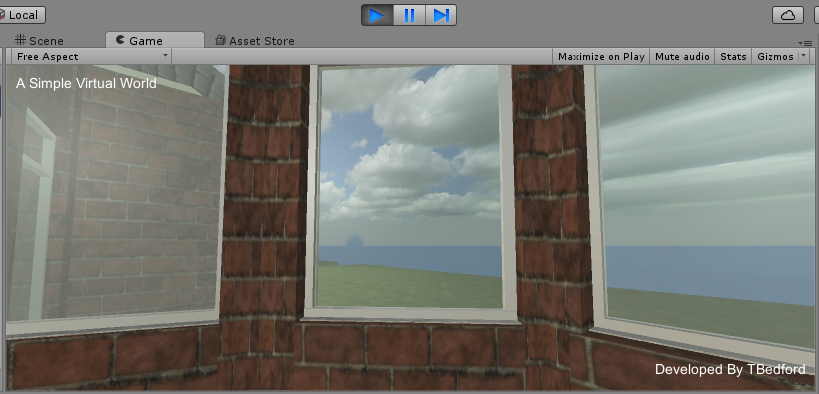 Local
Scene
Game
Asset Store
Free Aspect
Maximize on Play
Mute audio
Stats
Gizmos
A Simple Virtual World
Developed By TBedford